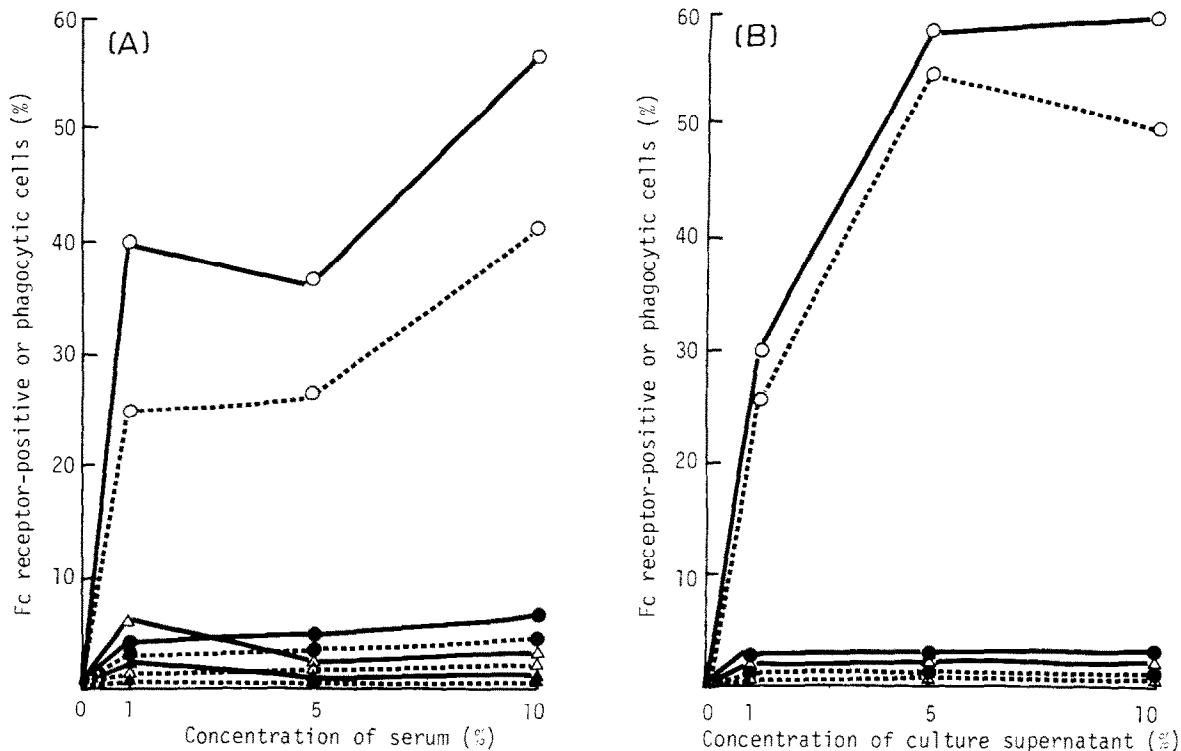 (A)
Fc receptor-positive or phagocytic cells (%)
60
50
40
30
20
10
0 1 5 10
Concentration of serum (%)
(B)
Fc receptor-positive or phagocytic cells (%)
60
50
40
30
20
10
0 1 5 10
Concentration of culture supernatant (%)